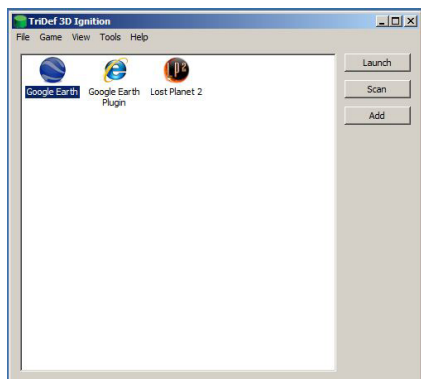 TriDef 3D Ignition
File Game View Tools Help
Launch
Scan
Add
Google Earth
Google Earth
Plugin
Lost Planet 2